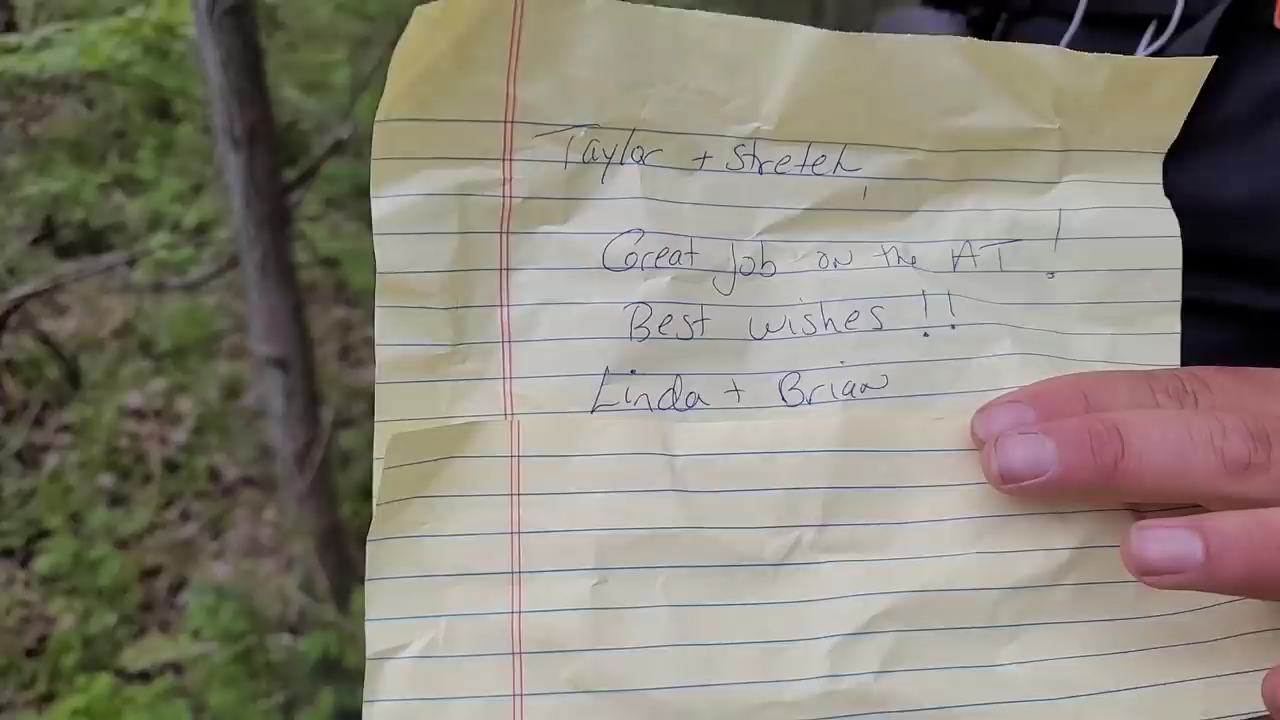 Taylor + Stretch,
Great Job on the AT!
Best wishes!!
Linda + Brian